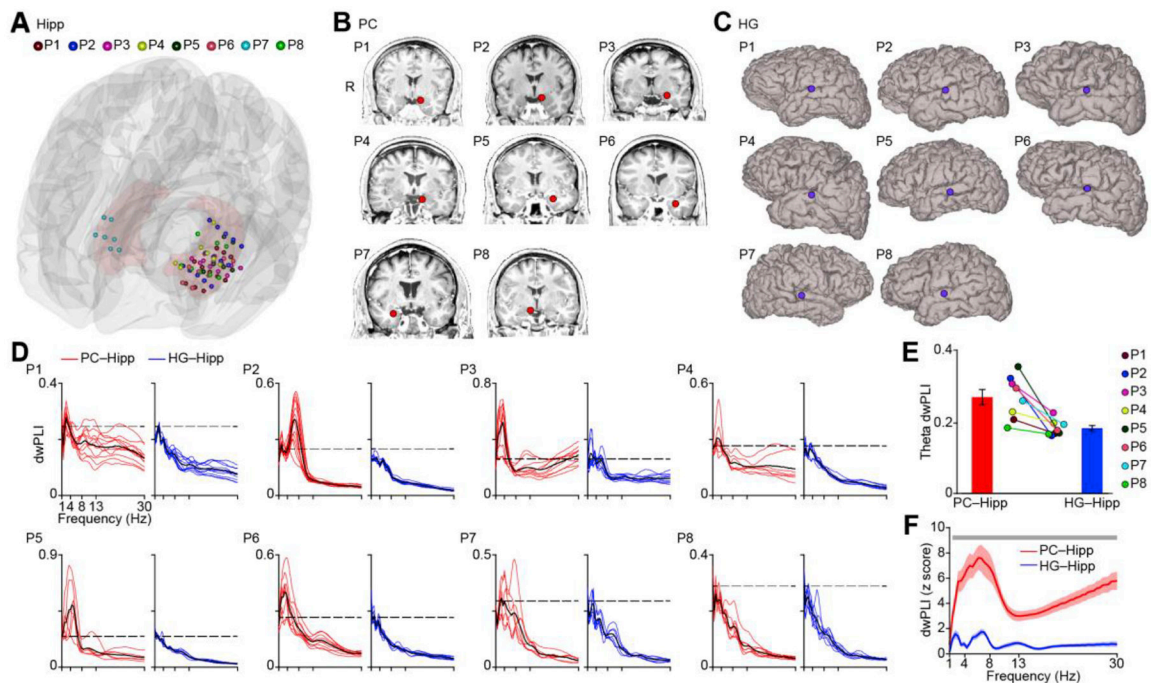 A Hipp
P1 P2 P3 P4 P5 P6 P7 P8
B PC
P1 P2 P3
R
P4 P5 P6
P7 P8
C HG
P1 P2 P3
P4 P5 P6
P7 P8
D PC–Hipp HG–Hipp
P1 P2 P3 P4
0.4 0.6 0.6 0.6
dwPLI
0 0 0 0
1 4 8 13 30
Frequency (Hz)
P5 P6 P7 P8
0.9 0.6 0.5 0.4
0 0 0 0
E
0.4
0.2
0
Theta dwPLI
PC–Hipp HG–Hipp
P1
P2
P3
P4
P5
P6
P7
P8
F
10
8
6
4
2
0
dwPLI (z score)
PC–Hipp
HG–Hipp
1 4 8 13 30
Frequency (Hz)